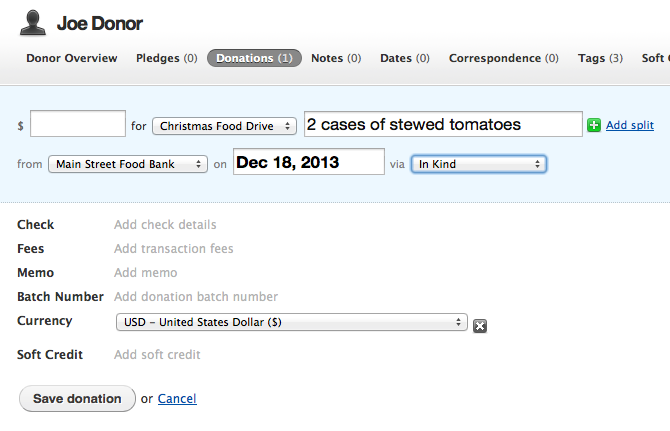 Joe Donor
Donor Overview Pledges (0) Donations (1) Notes (0) Dates (0) Correspondence (0) Tags (3) Soft
$ for Christmas Food Drive 2 cases of stewed tomatoes Add split
from Main Street Food Bank on Dec 18, 2013 via In Kind
Check Add check details
Fees Add transaction fees
Memo Add memo
Batch Number Add donation batch number
Currency USD - United States Dollar ($)
Soft Credit Add soft credit
Save donation or Cancel